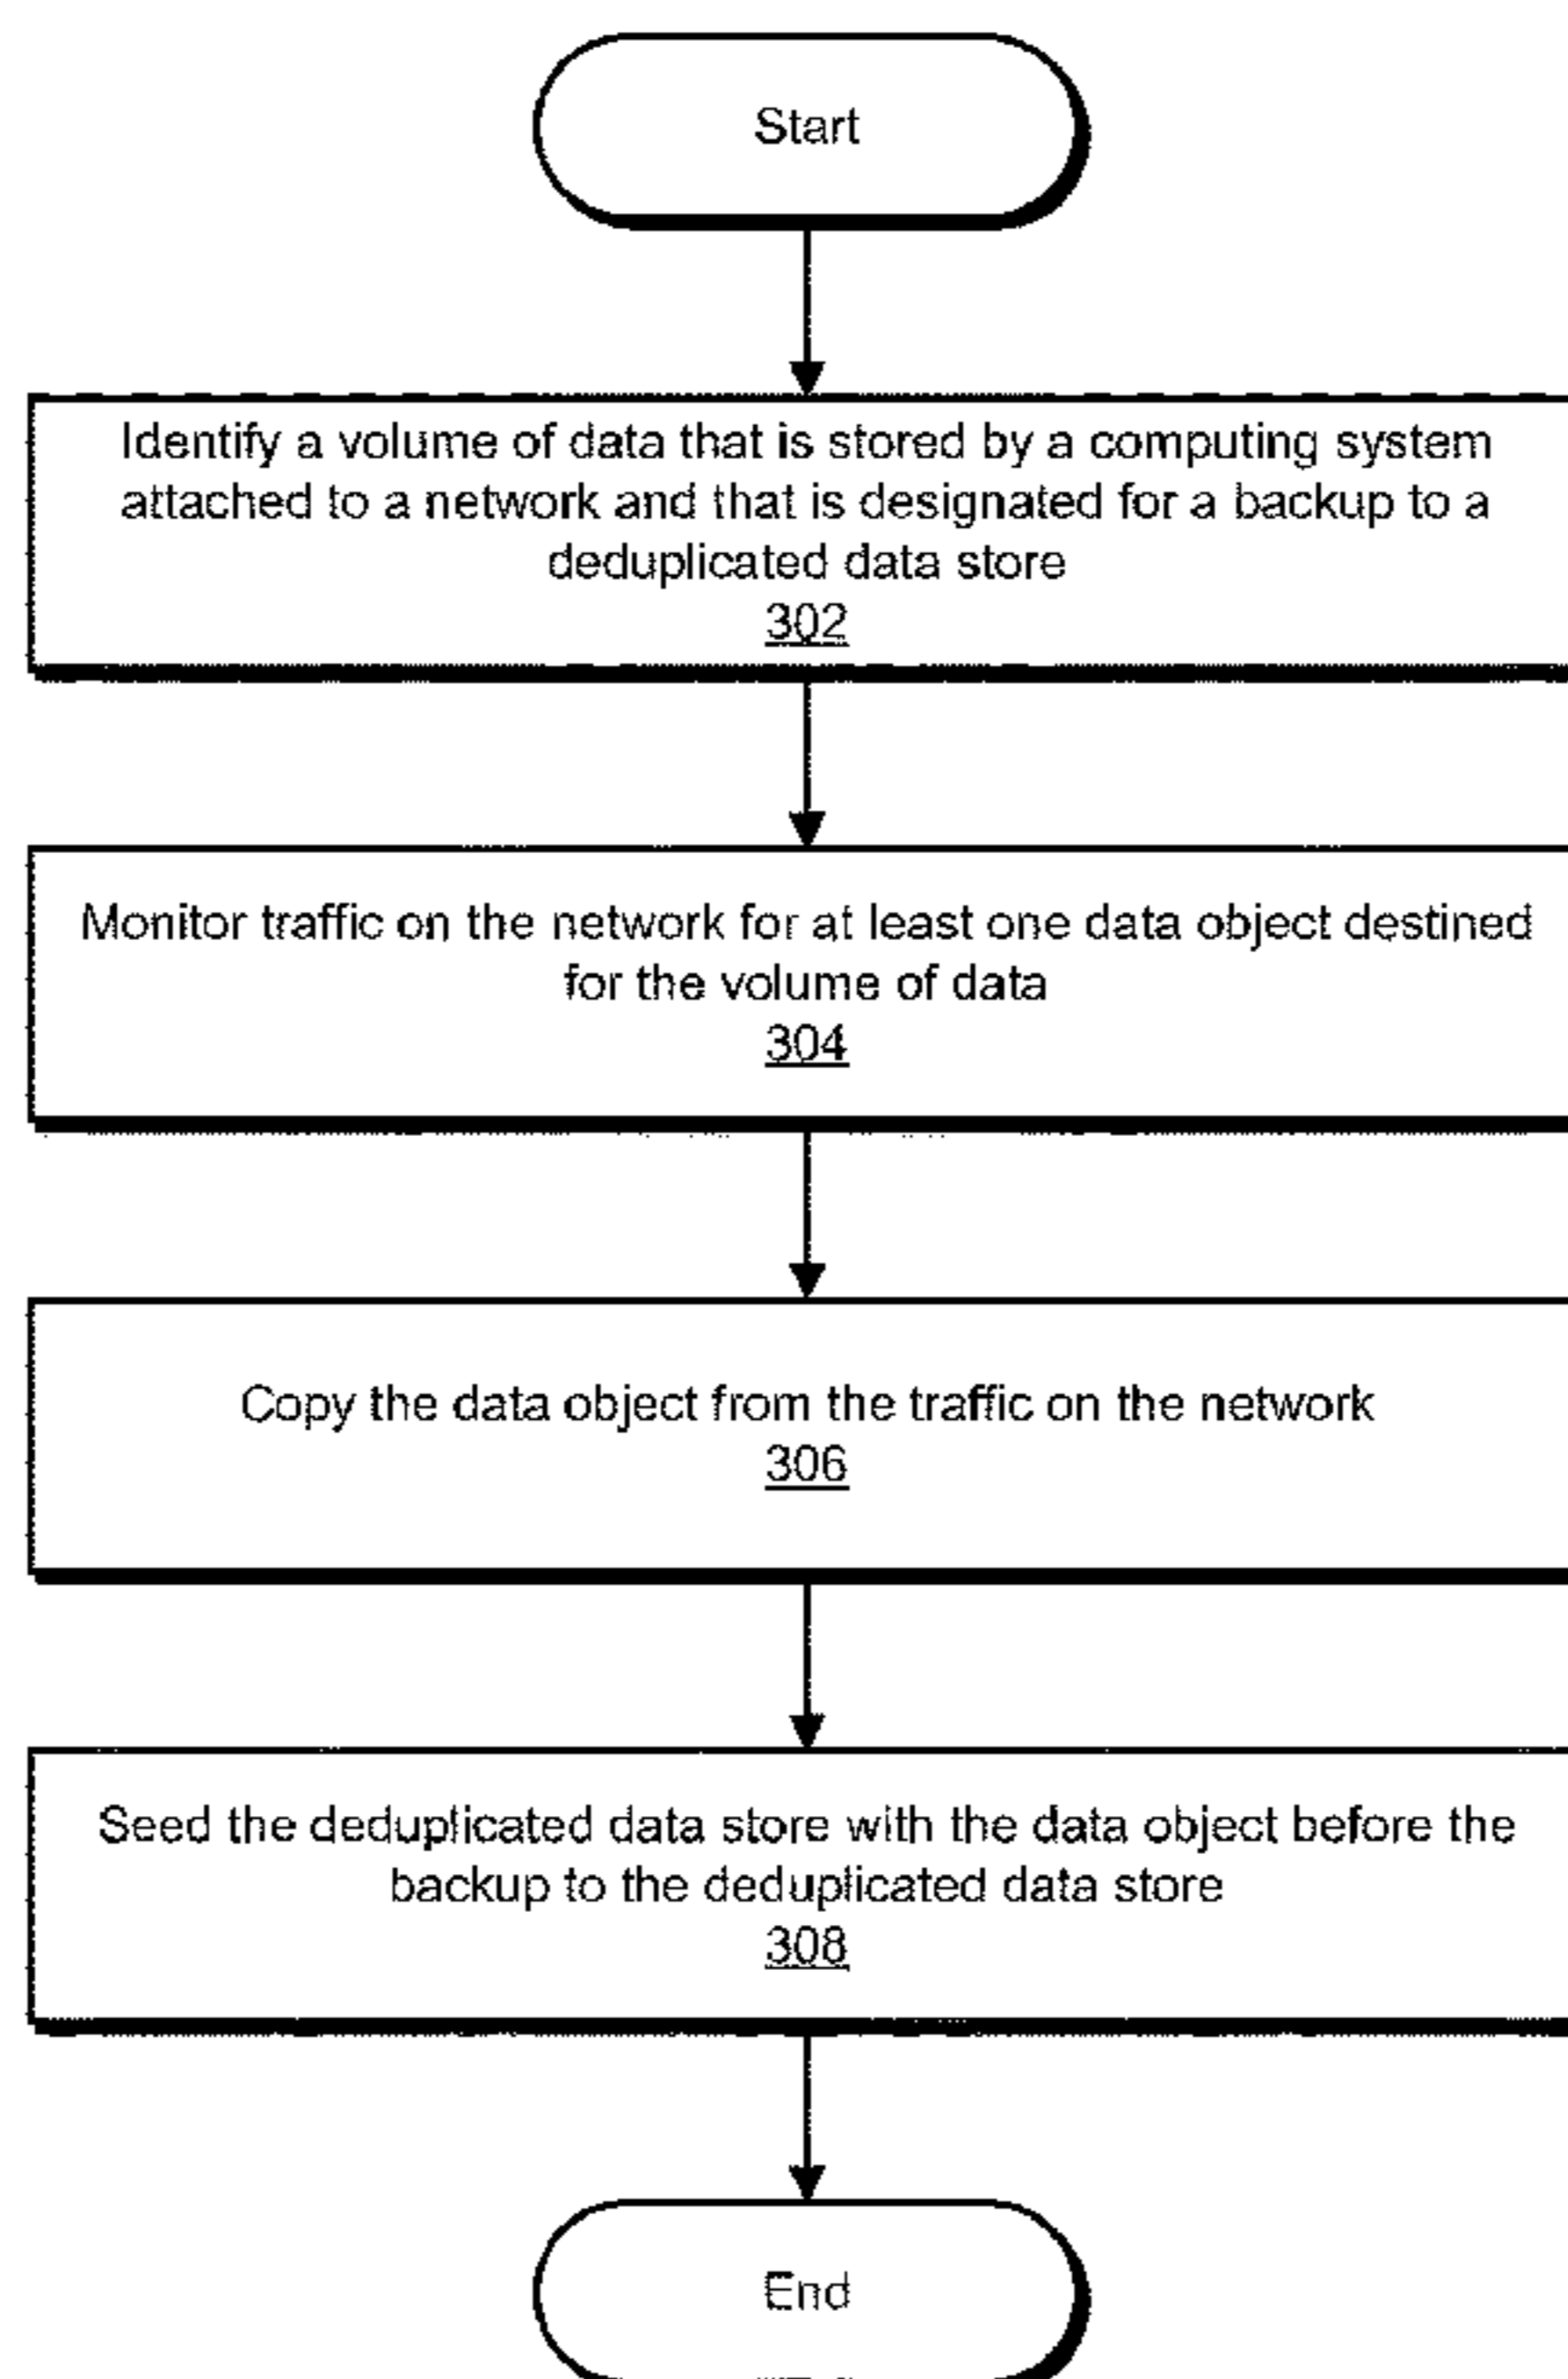 Start
Identify a volume of data that is stored by a computing system
attached to a network and that is designated for a backup to a
deduplicated data store
302
Monitor traffic on the network for at least one data object destined
for the volume of data
304
Copy the data object from the traffic on the network
306
Seed the deduplicated data store with the data object before the
backup to the deduplicated data store
308
End